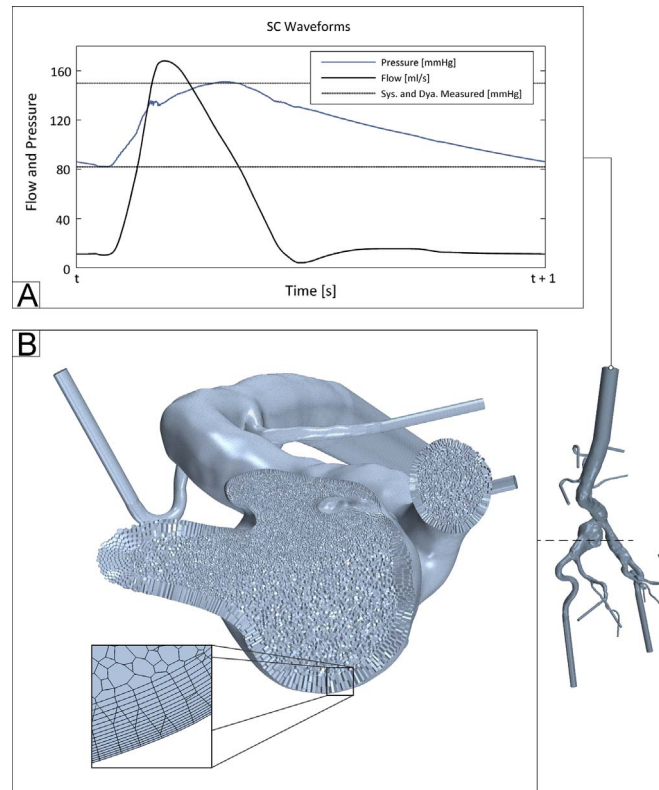 SC Waveforms
Pressure [mmHg]
Flow [ml/s]
Sys. and Dya. Measured [mmHg]
Flow and Pressure
160
120
80
40
0
t
t + 1
Time [s]
A
B